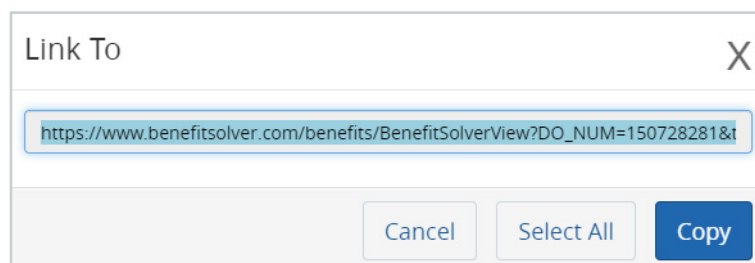 Link To
X
https://www.benefitsolver.com/benefits/BenefitSolverView?DO_NUM=150728281&t
Cancel
Select All
Copy